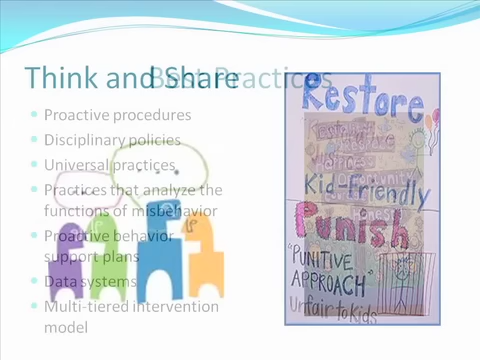 Think and Share
Best Practices
Proactive procedures
Disciplinary policies
Universal practices
Practices that analyze the
functions of misbehavior
Proactive behavior
support plans
Data systems
Multi-tiered intervention
model
Restore
Kid-Friendly
Punish
"PUNITIVE
APPROACH"
Unfair to kids